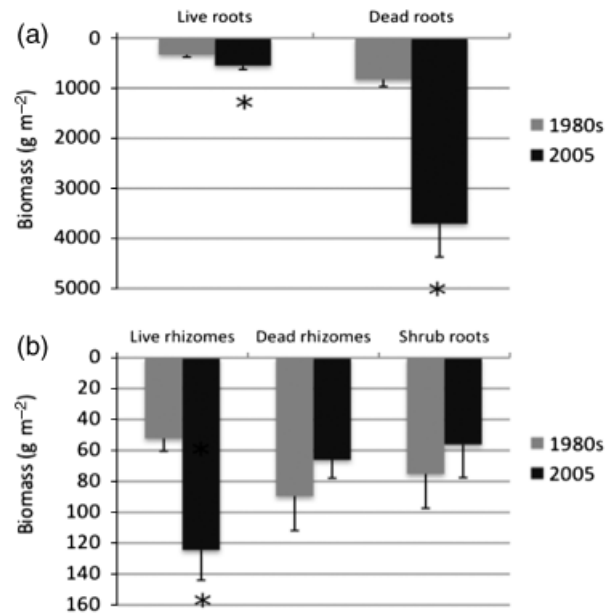 (a)
Live roots Dead roots
Biomass (g m⁻²)
0
1000
2000
3000
4000
5000
*
*
1980s
2005
(b)
Live rhizomes Dead rhizomes Shrub roots
Biomass (g m⁻²)
0
20
40
60
80
100
120
140
160
*
*
1980s
2005